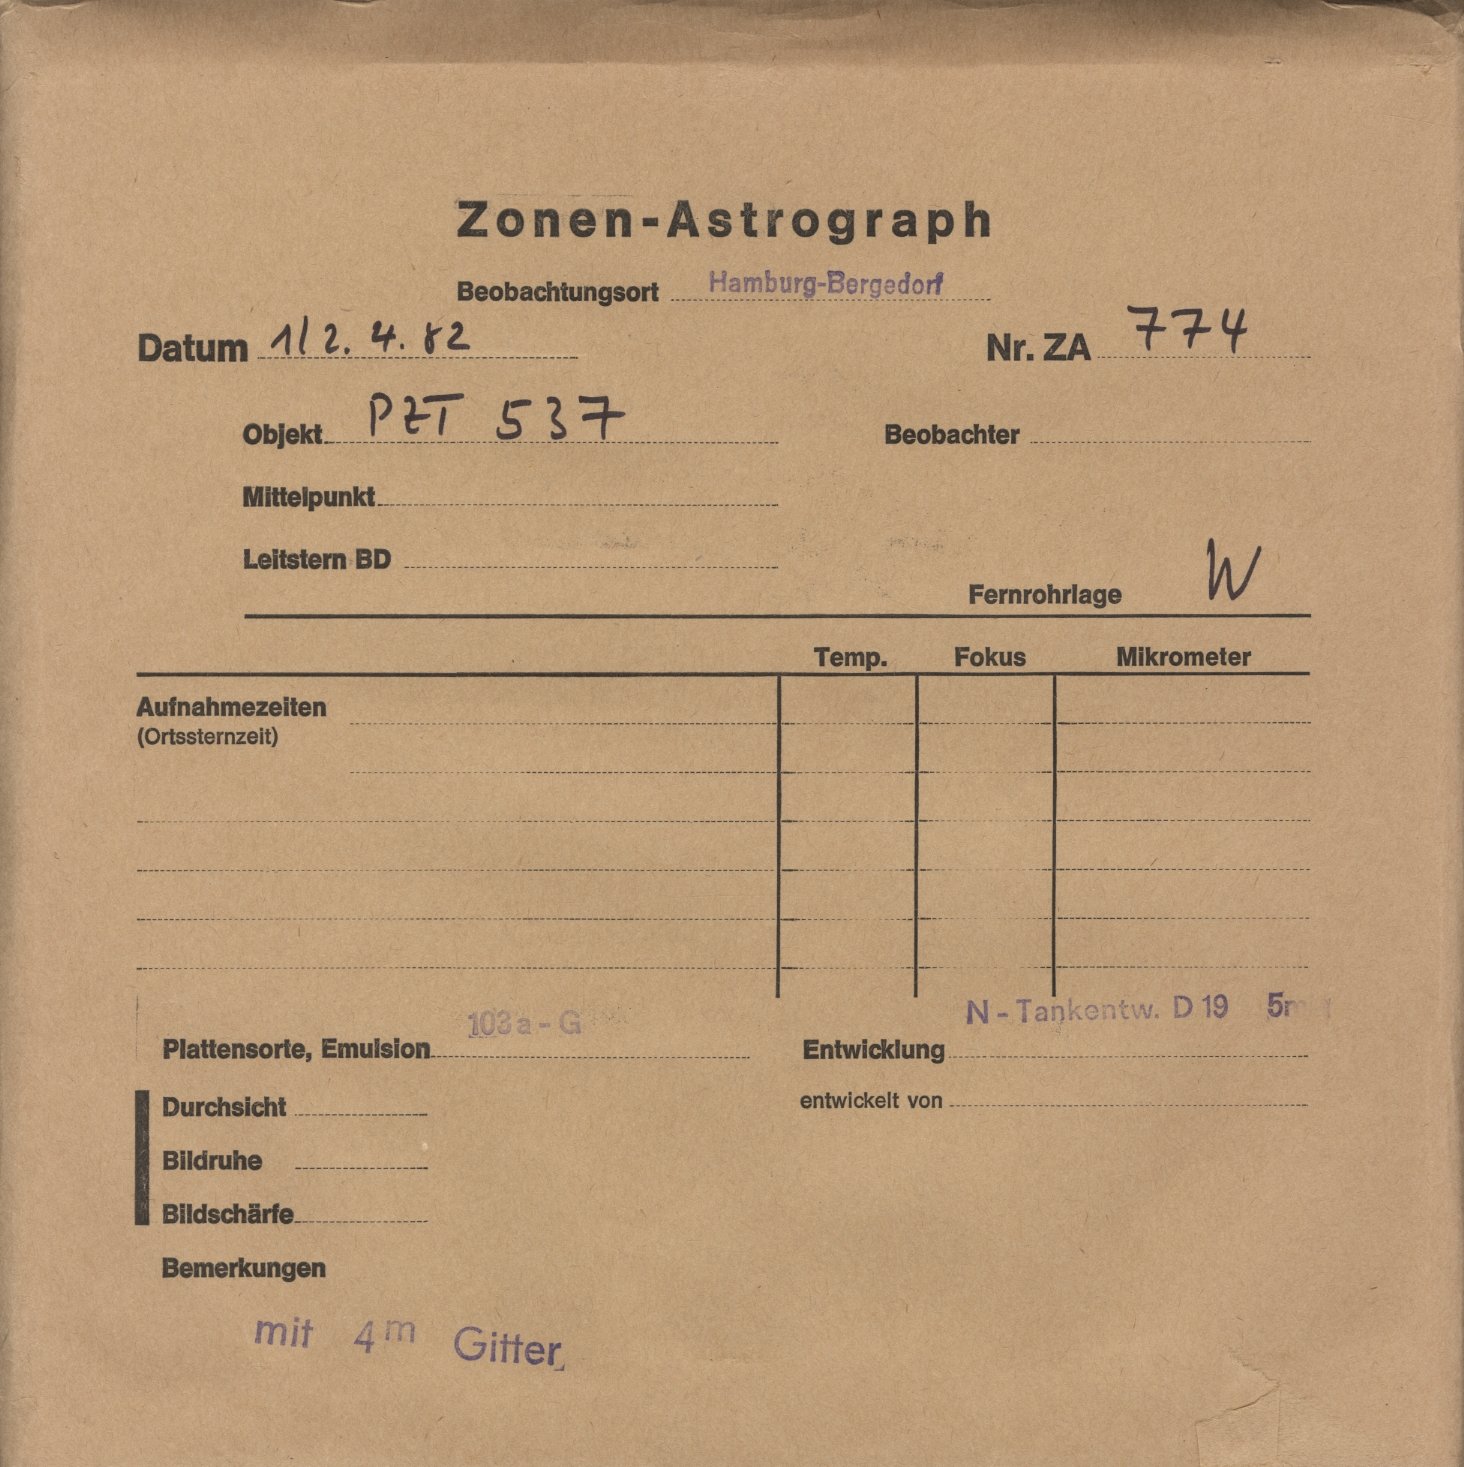 Zonen-Astrograph
Beobachtungsort Hamburg-Bergedorf
Datum 1/2. 4. 82 Nr. ZA 774
Objekt PZT 537 Beobachter
Mittelpunkt
Leitstern BD
Fernrohrlage W
Temp. Fokus Mikrometer
Aufnahmezeiten
(Ortssternzeit)
Plattensorte, Emulsion 103a-G Entwicklung N - Tankentw. D 19
Durchsicht entwickelt von
Bildruhe
Bildschärfe
Bemerkungen
mit 4m Gitter